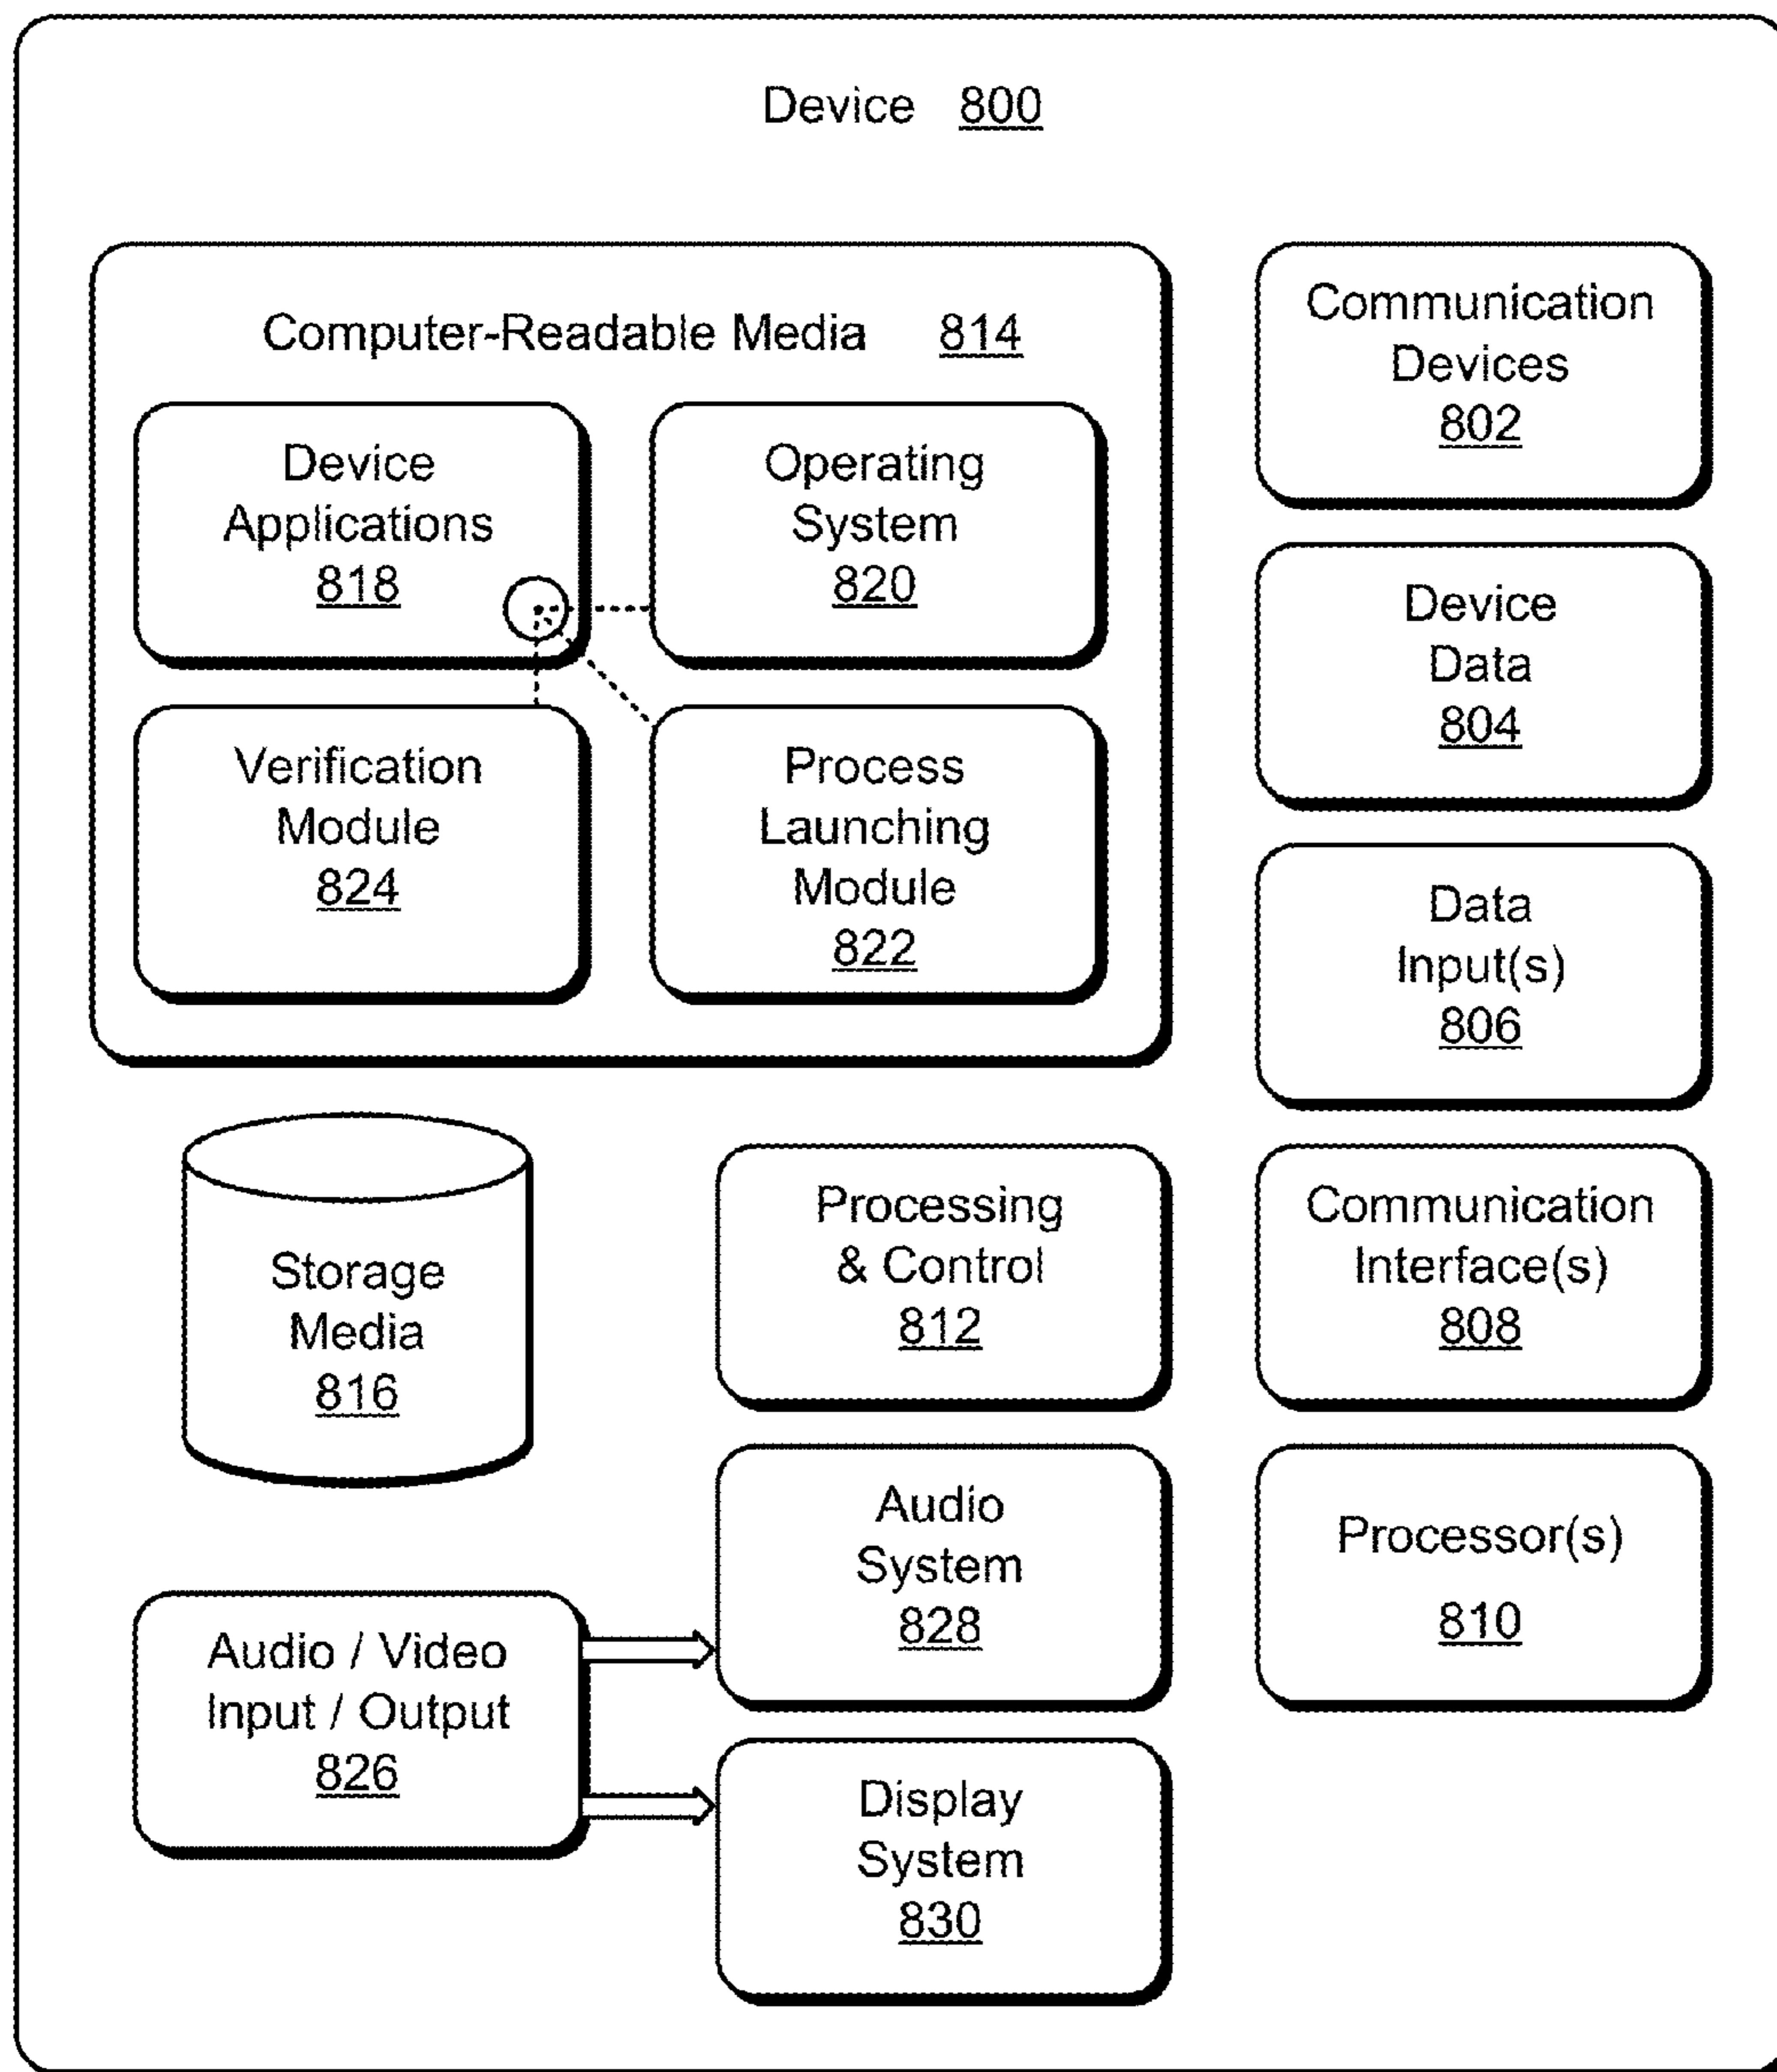 Device 800
Computer-Readable Media 814
Device
Applications
818
Operating
System
820
Verification
Module
824
Process
Launching
Module
822
Communication
Devices
802
Device
Data
804
Data
Input(s)
806
Storage
Media
816
Processing
& Control
812
Communication
Interface(s)
808
Audio
System
828
Processor(s)
810
Audio / Video
Input / Output
826
Display
System
830